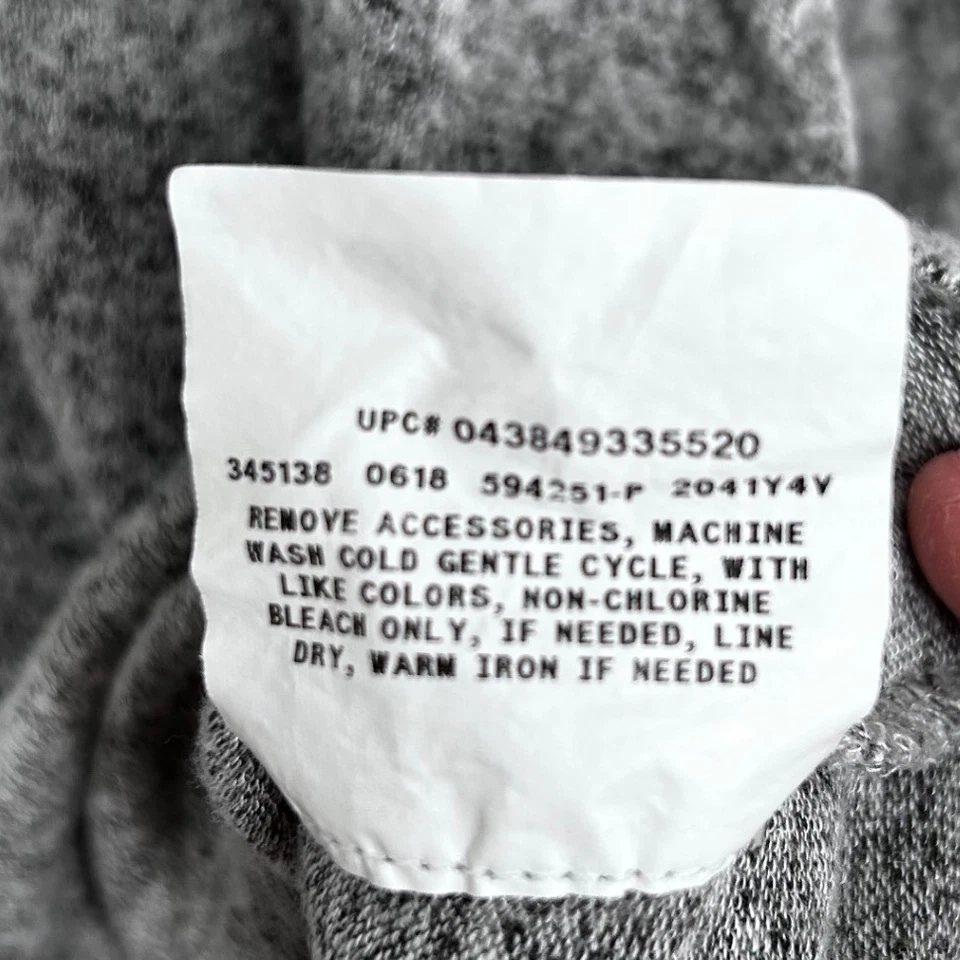 UPC# 043849335520
345138 0618 594251-P 2041Y4V
REMOVE ACCESSORIES, MACHINE
WASH COLD GENTLE CYCLE, WITH
LIKE COLORS, NON-CHLORINE
BLEACH ONLY, IF NEEDED, LINE
DRY, WARM IRON IF NEEDED